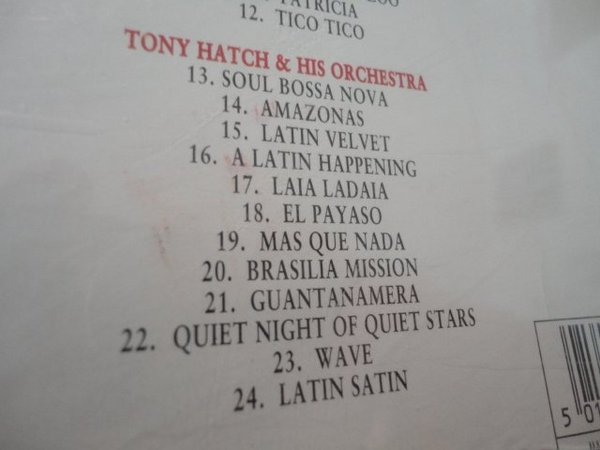 PATRICIA
12. TICO TICO
TONY HATCH & HIS ORCHESTRA
13. SOUL BOSSA NOVA
14. AMAZONAS
15. LATIN VELVET
16. A LATIN HAPPENING
17. LAIA LADAIA
18. EL PAYASO
19. MAS QUE NADA
20. BRASILIA MISSION
21. GUANTANAMERA
22. QUIET NIGHT OF QUIET STARS
23. WAVE
24. LATIN SATIN
5 01